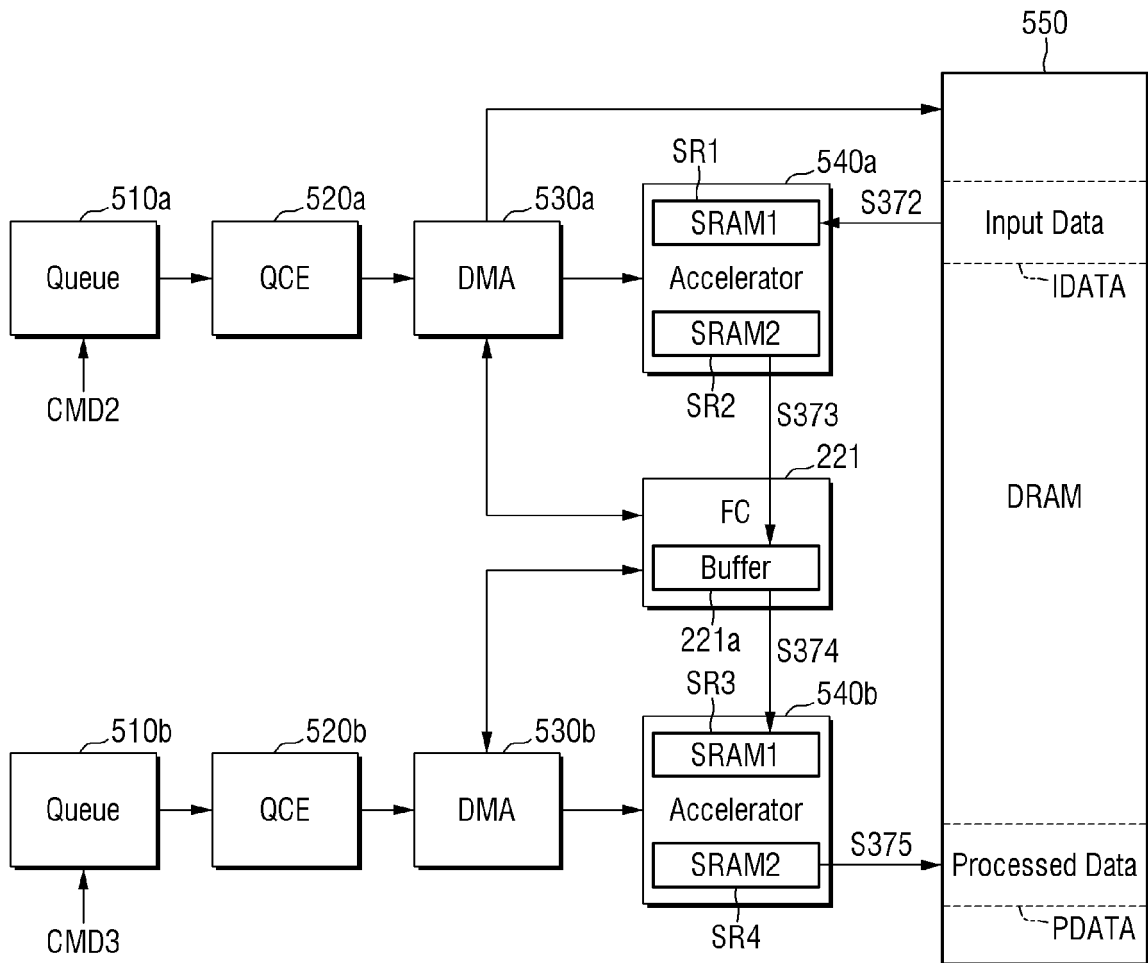 550
SR1
540a
510a
520a
530a
SRAM1
S372
Input Data
Queue
QCE
DMA
Accelerator
IDATA
SRAM2
CMD2
SR2
S373
221
FC
DRAM
Buffer
221a
S374
SR3
540b
510b
520b
530b
SRAM1
Queue
QCE
DMA
Accelerator
SRAM2
S375
Processed Data
CMD3
SR4
PDATA